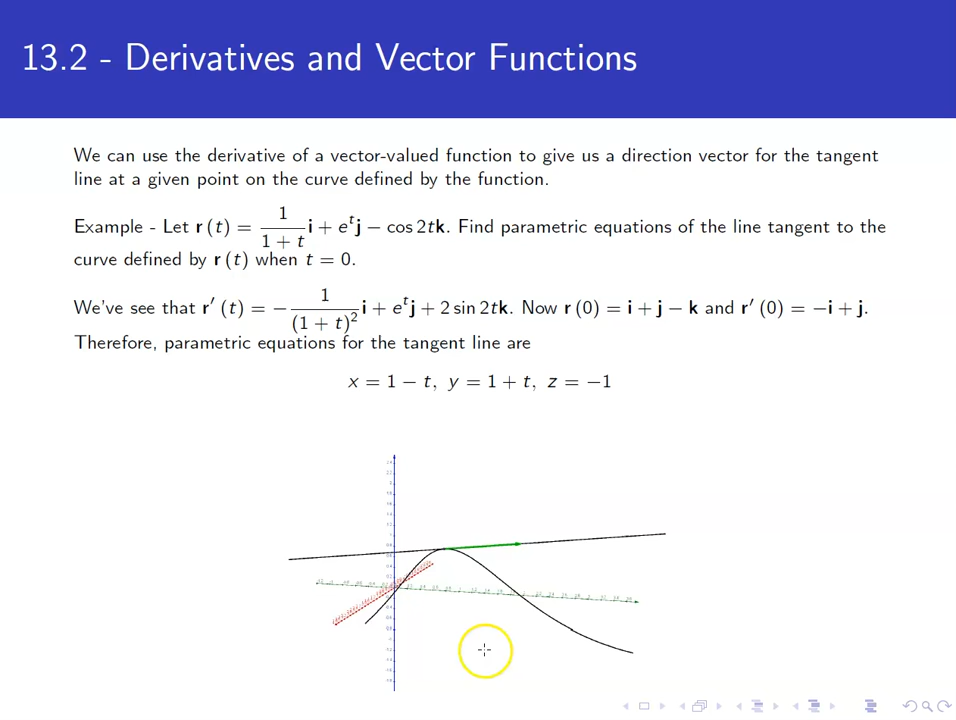 13.2 - Derivatives and Vector Functions
We can use the derivative of a vector-valued function to give us a direction vector for the tangent
line at a given point on the curve defined by the function.
Example - Let r (t) = 1/(1 + t) i + e^t j − cos 2tk. Find parametric equations of the line tangent to the
curve defined by r (t) when t = 0.
We've see that r′ (t) = − 1/(1 + t)^2 i + e^t j + 2 sin 2tk. Now r (0) = i + j − k and r′ (0) = −i + j.
Therefore, parametric equations for the tangent line are
x = 1 − t, y = 1 + t, z = −1